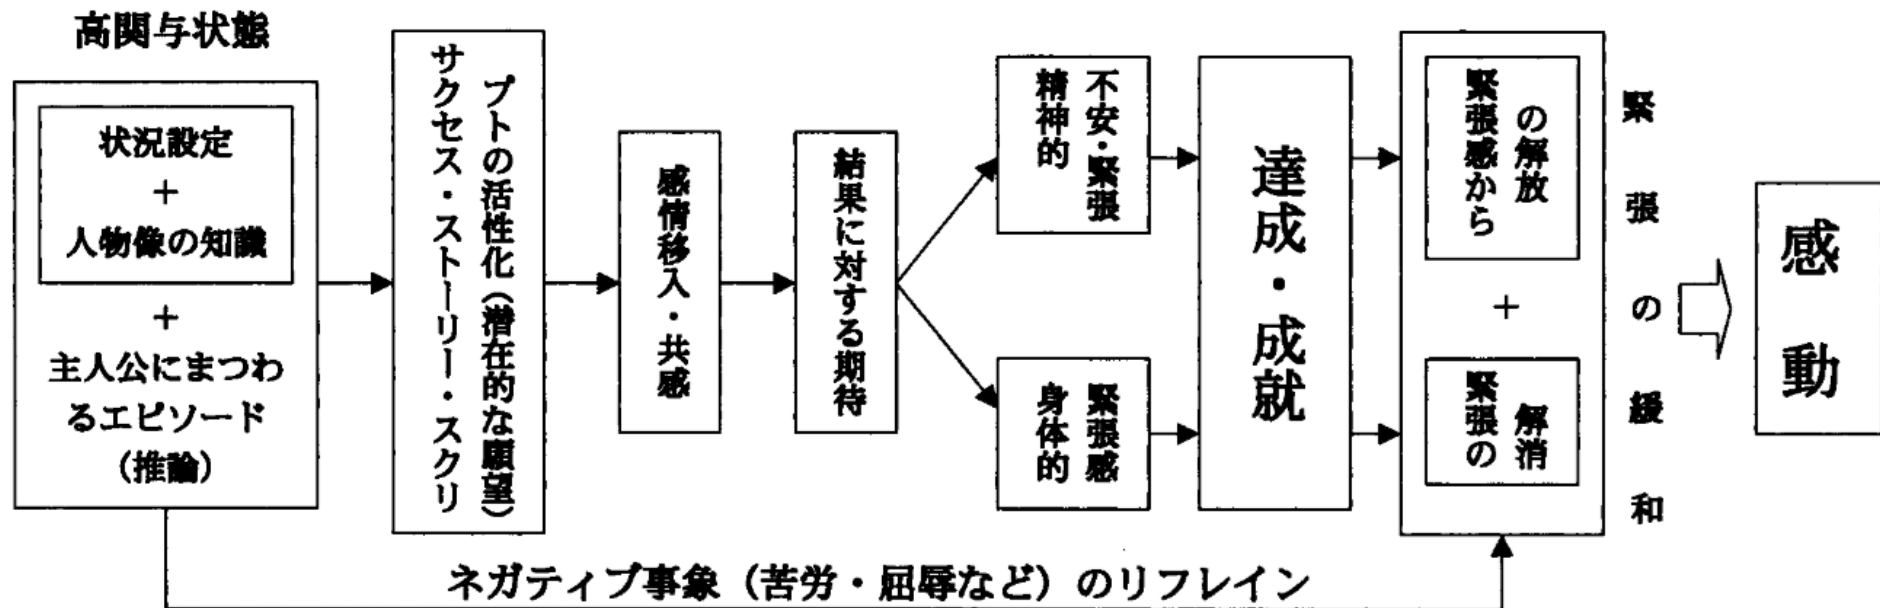 高関与状態
状況設定
+
人物像の知識
+
主人公にまつわ
るエピソード
(推論)
サクセス・ストーリー・スクリ
プトの活性化(潜在的な願望)
感情移入・共感
結果に対する期待
精神的
不安・緊張
身体的
緊張感
達成・成就
緊張感から
の解放
+
緊張の
解消
緊張の緩和
感動
ネガティブ事象(苦労・屈辱など)のリフレイン